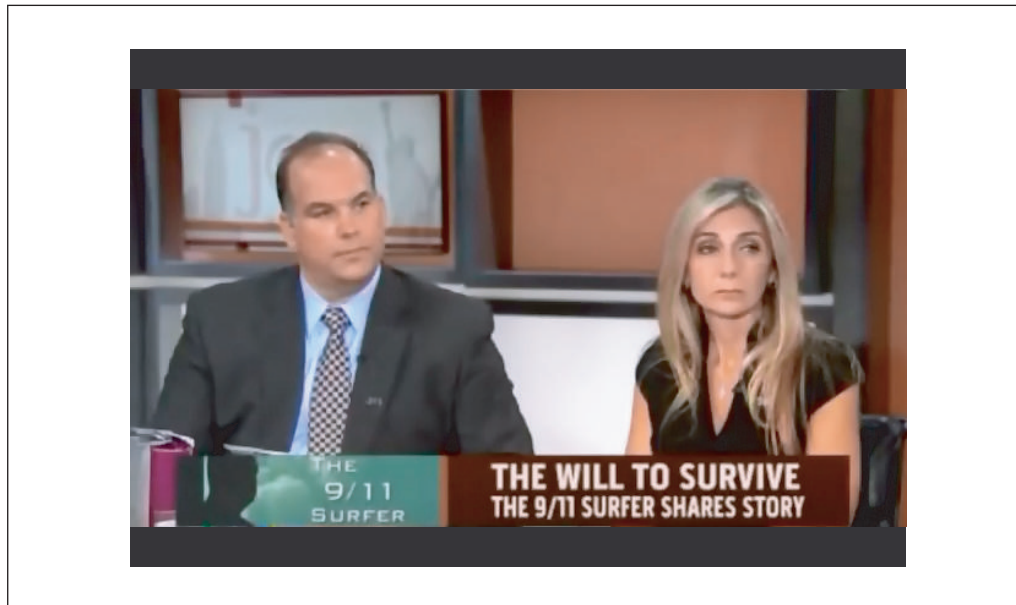 THE
9/11
SURFER
THE WILL TO SURVIVE
THE 9/11 SURFER SHARES STORY